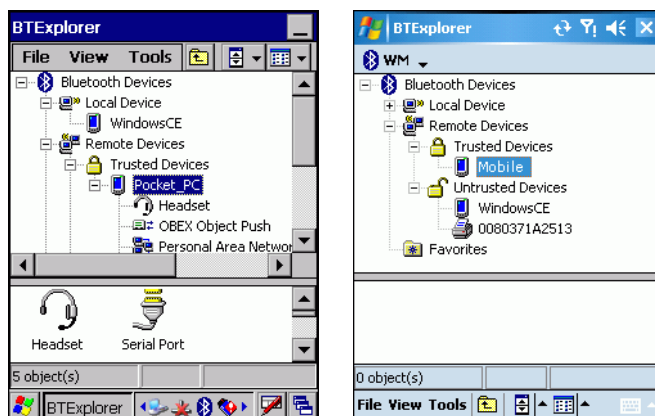 BTExplorer
File View Tools
Bluetooth Devices
Local Device
WindowsCE
Remote Devices
Trusted Devices
Pocket_PC
Headset
OBEX Object Push
Personal Area Networ
Headset Serial Port
5 object(s)
BTExplorer
BTExplorer
WM
Bluetooth Devices
Local Device
Remote Devices
Trusted Devices
Mobile
Untrusted Devices
WindowsCE
0080371A2513
Favorites
0 object(s)
File View Tools